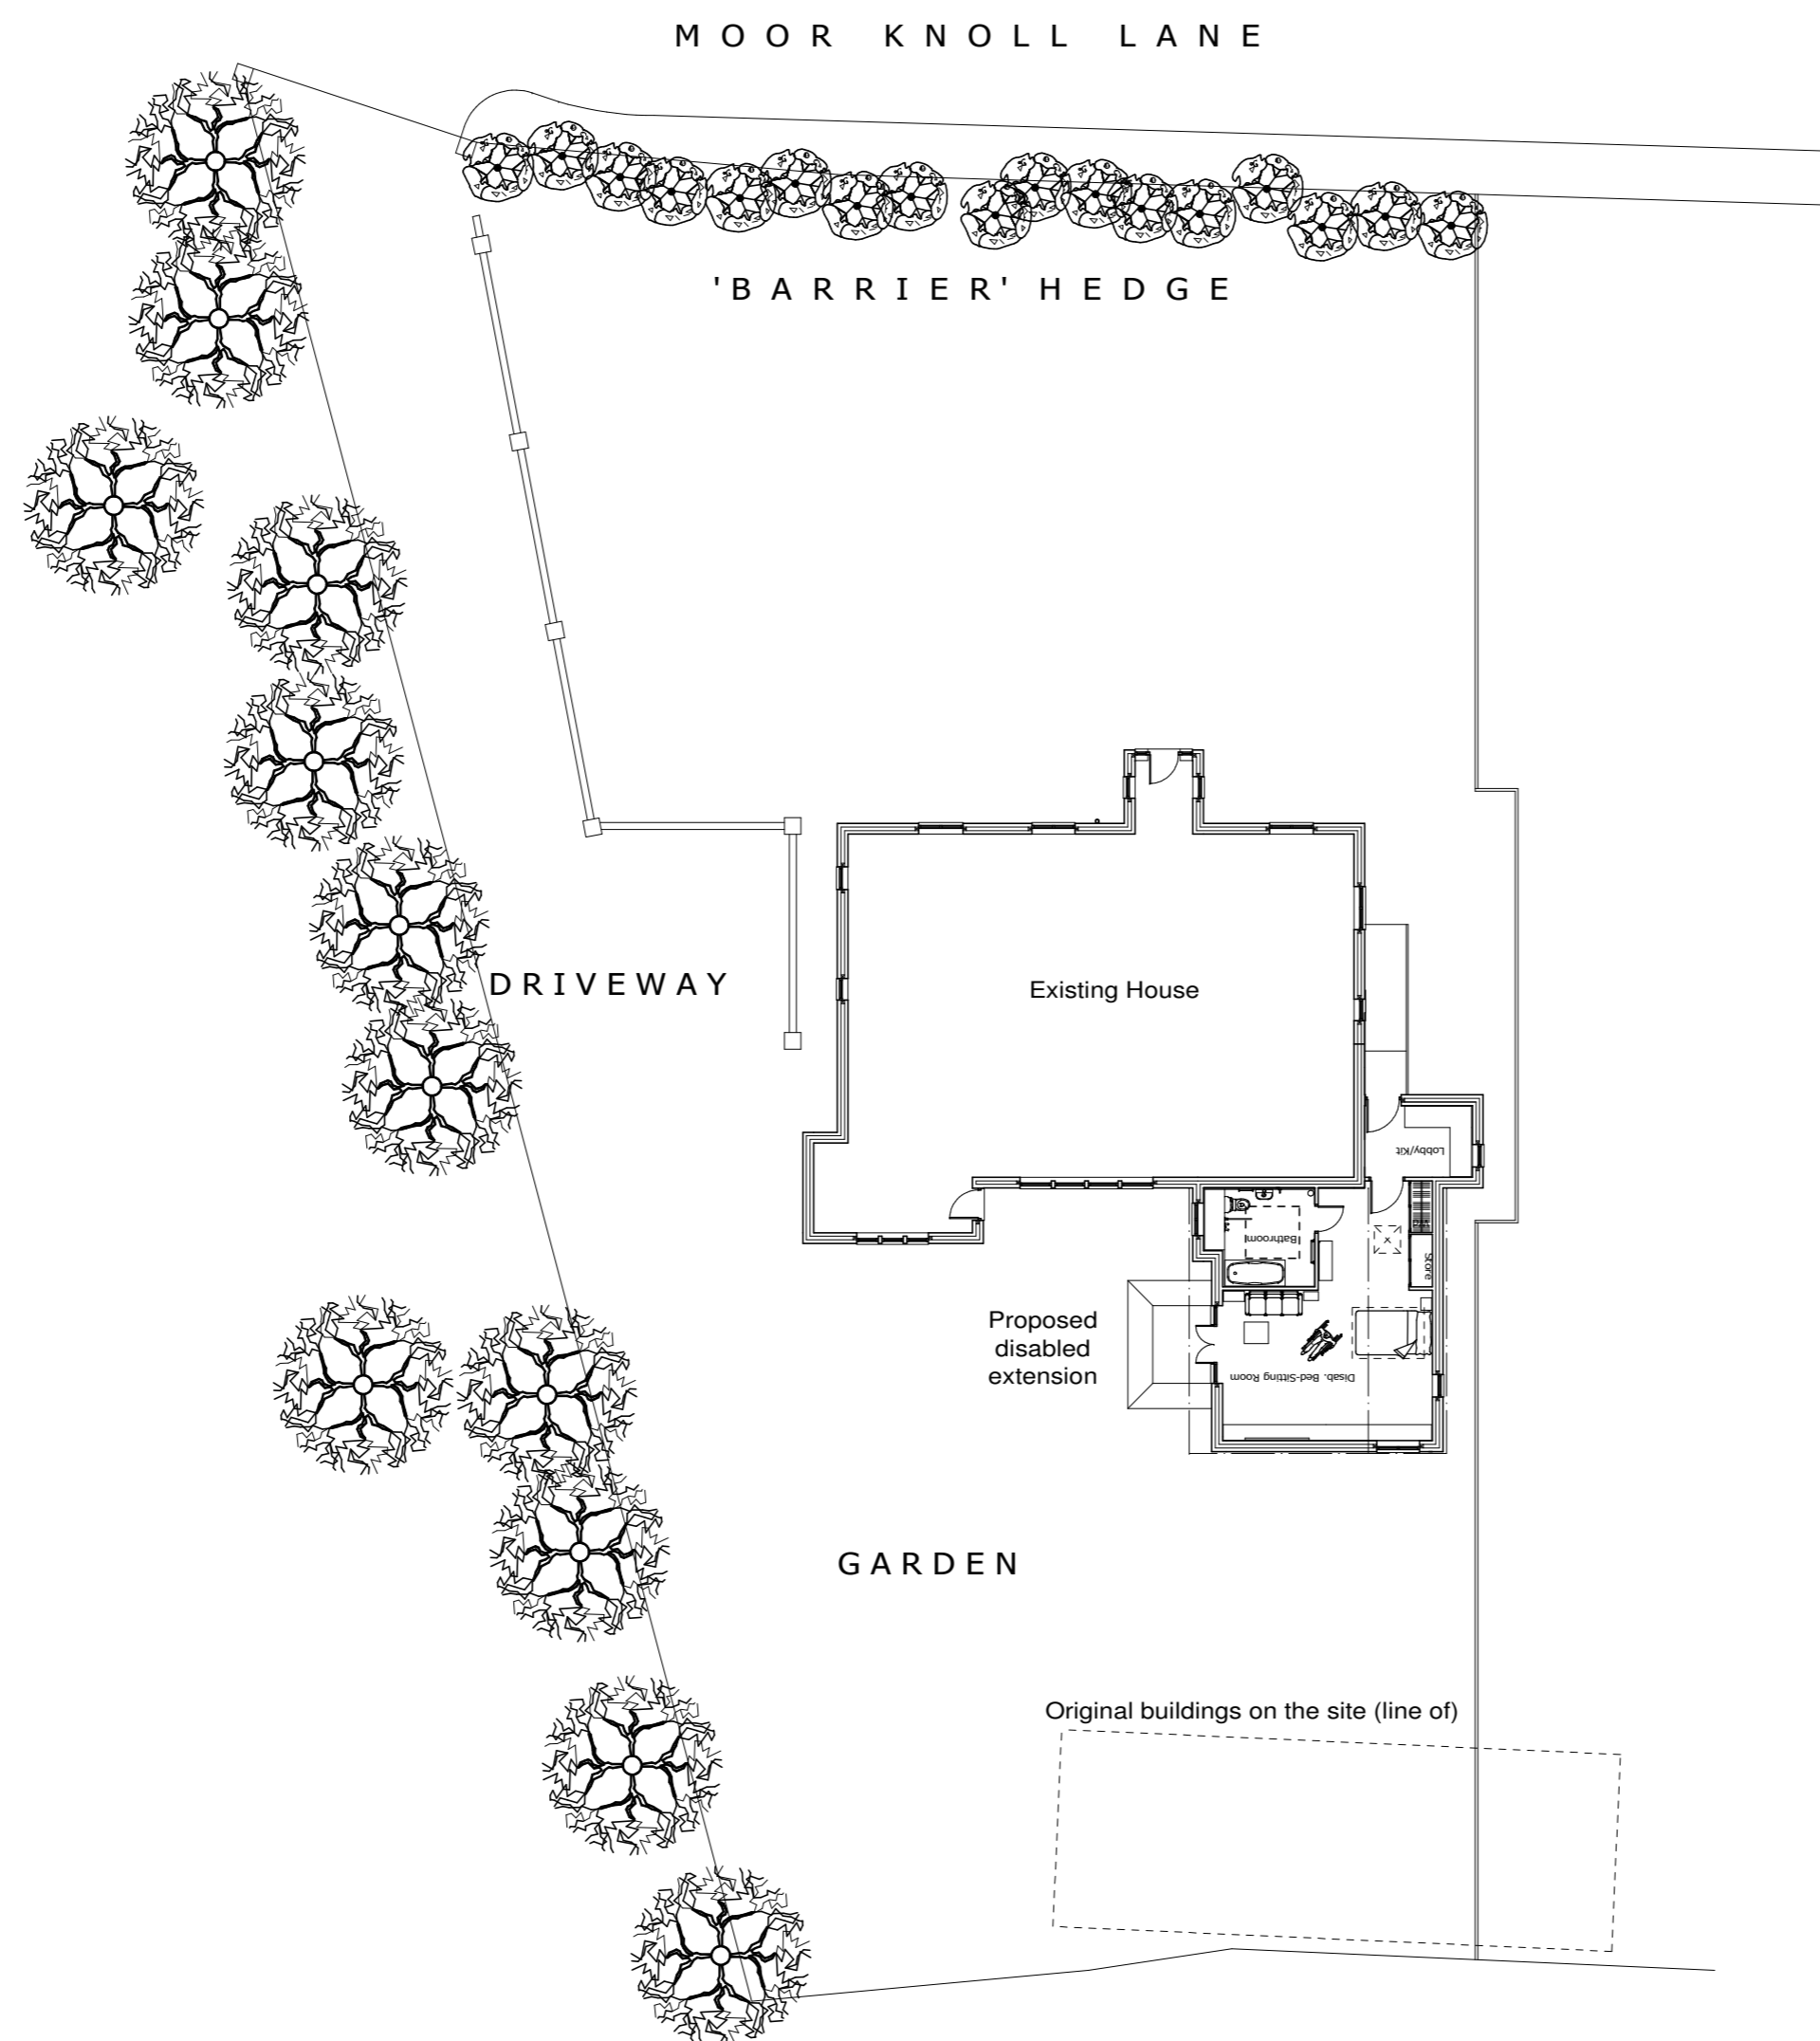 MOOR KNOLL LANE
'BARRIER' HEDGE
DRIVEWAY
Existing House
Lobby/Kit
Bathroom
Store
Proposed
disabled
extension
Disab. Bed-Sitting Room
GARDEN
Original buildings on the site (line of)